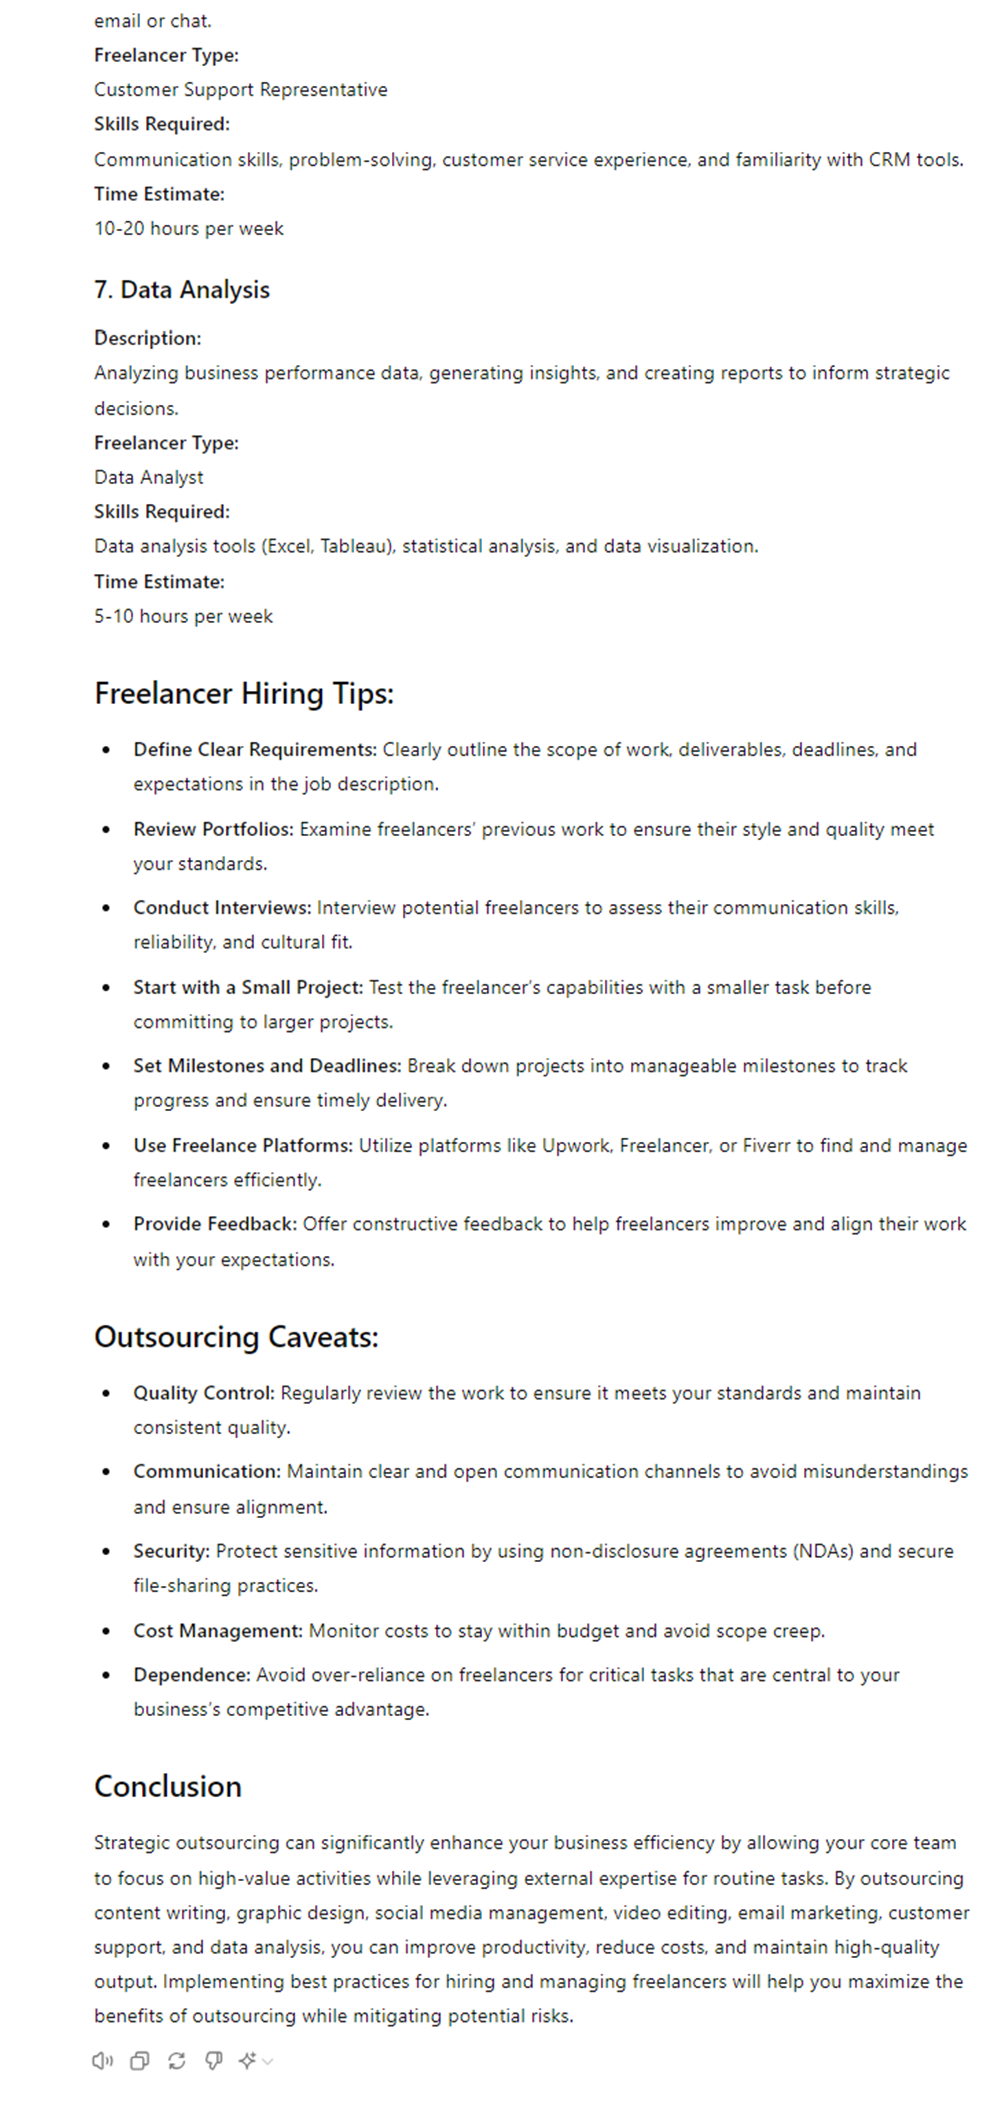 email or chat.
Freelancer Type:
Customer Support Representative
Skills Required:
Communication skills, problem-solving, customer service experience, and familiarity with CRM tools.
Time Estimate:
10-20 hours per week
7. Data Analysis
Description:
Analyzing business performance data, generating insights, and creating reports to inform strategic
decisions.
Freelancer Type:
Data Analyst
Skills Required:
Data analysis tools (Excel, Tableau), statistical analysis, and data visualization.
Time Estimate:
5-10 hours per week
Freelancer Hiring Tips:
• Define Clear Requirements: Clearly outline the scope of work, deliverables, deadlines, and
expectations in the job description.
• Review Portfolios: Examine freelancers' previous work to ensure their style and quality meet
your standards.
• Conduct Interviews: Interview potential freelancers to assess their communication skills,
reliability, and cultural fit.
• Start with a Small Project: Test the freelancer's capabilities with a smaller task before
committing to larger projects.
• Set Milestones and Deadlines: Break down projects into manageable milestones to track
progress and ensure timely delivery.
• Use Freelance Platforms: Utilize platforms like Upwork, Freelancer, or Fiverr to find and manage
freelancers efficiently.
• Provide Feedback: Offer constructive feedback to help freelancers improve and align their work
with your expectations.
Outsourcing Caveats:
• Quality Control: Regularly review the work to ensure it meets your standards and maintain
consistent quality.
• Communication: Maintain clear and open communication channels to avoid misunderstandings
and ensure alignment.
• Security: Protect sensitive information by using non-disclosure agreements (NDAs) and secure
file-sharing practices.
• Cost Management: Monitor costs to stay within budget and avoid scope creep.
• Dependence: Avoid over-reliance on freelancers for critical tasks that are central to your
business's competitive advantage.
Conclusion
Strategic outsourcing can significantly enhance your business efficiency by allowing your core team
to focus on high-value activities while leveraging external expertise for routine tasks. By outsourcing
content writing, graphic design, social media management, video editing, email marketing, customer
support, and data analysis, you can improve productivity, reduce costs, and maintain high-quality
output. Implementing best practices for hiring and managing freelancers will help you maximize the
benefits of outsourcing while mitigating potential risks.